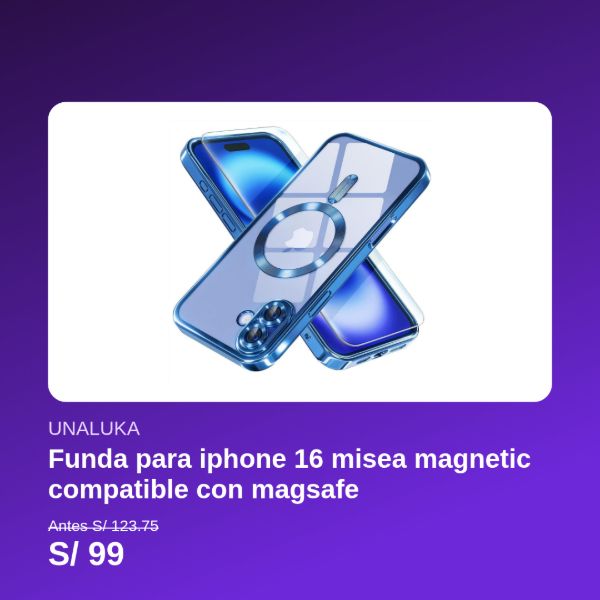 UNALUKA
Funda para iphone 16 misea magnetic
compatible con magsafe
Antes S/ 123.75
S/ 99